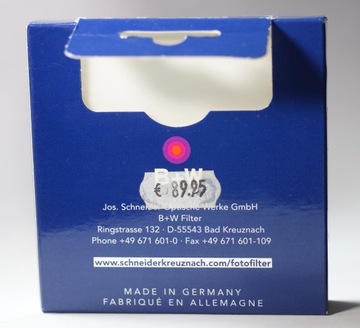 B+W
€ 89.95
Jos. Schneider Optische Werke GmbH
B+W Filter
Ringstrasse 132 · D-55543 Bad Kreuznach
Phone +49 671 601-0 · Fax +49 671 601-109
www.schneiderkreuznach.com/fotofilter
MADE IN GERMANY
FABRIQUÉ EN ALLEMAGNE